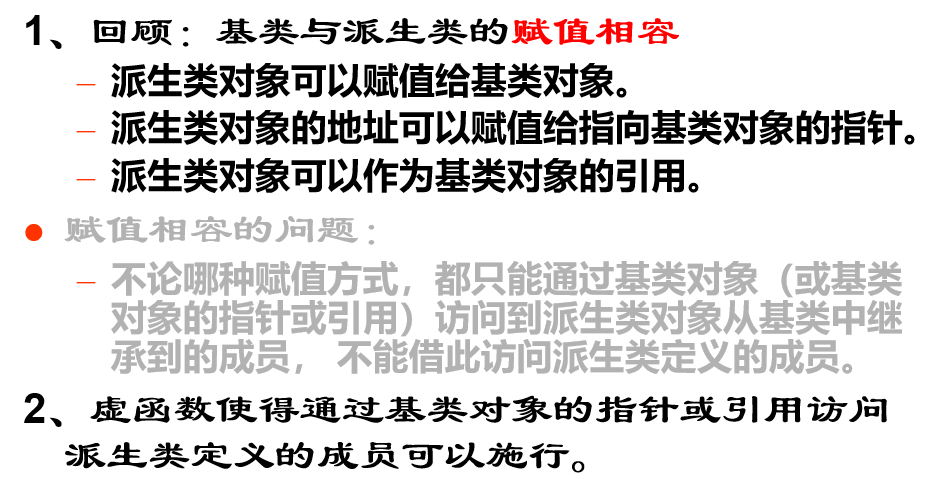 1、回顾：基类与派生类的赋值相容
– 派生类对象可以赋值给基类对象。
– 派生类对象的地址可以赋值给指向基类对象的指针。
– 派生类对象可以作为基类对象的引用。
● 赋值相容的问题：
– 不论哪种赋值方式，都只能通过基类对象（或基类
对象的指针或引用）访问到派生类对象从基类中继
承到的成员， 不能借此访问派生类定义的成员。
2、虚函数使得通过基类对象的指针或引用访问
派生类定义的成员可以施行。